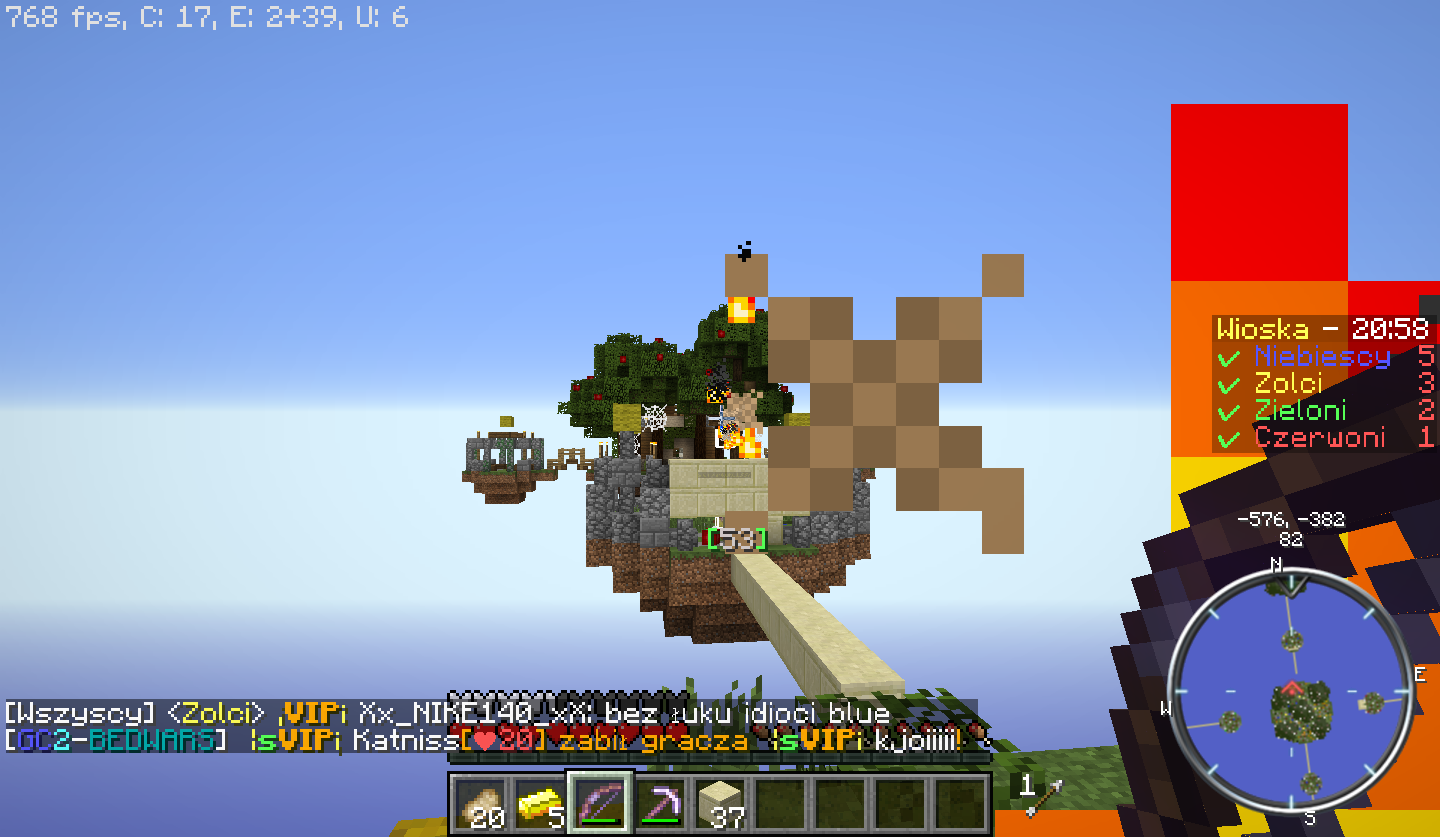 768 fps, C: 17, E: 2+39, U: 6
Wioska - 20:58
Niebiescy 5
Zolci 3
Zieloni 2
Czerwoni 1
-576, -382
82
N
E
W
S
[53]
[Wszyscy] <Zolci> ¡VIP¡ Xx_NIKE140_xX: bez łuku idioci blue
[GC2-BEDWARS] !sVIP¡ Katniss[❤20] zabił gracza !sVIP¡ kjoiiiii!
20
5
37
1